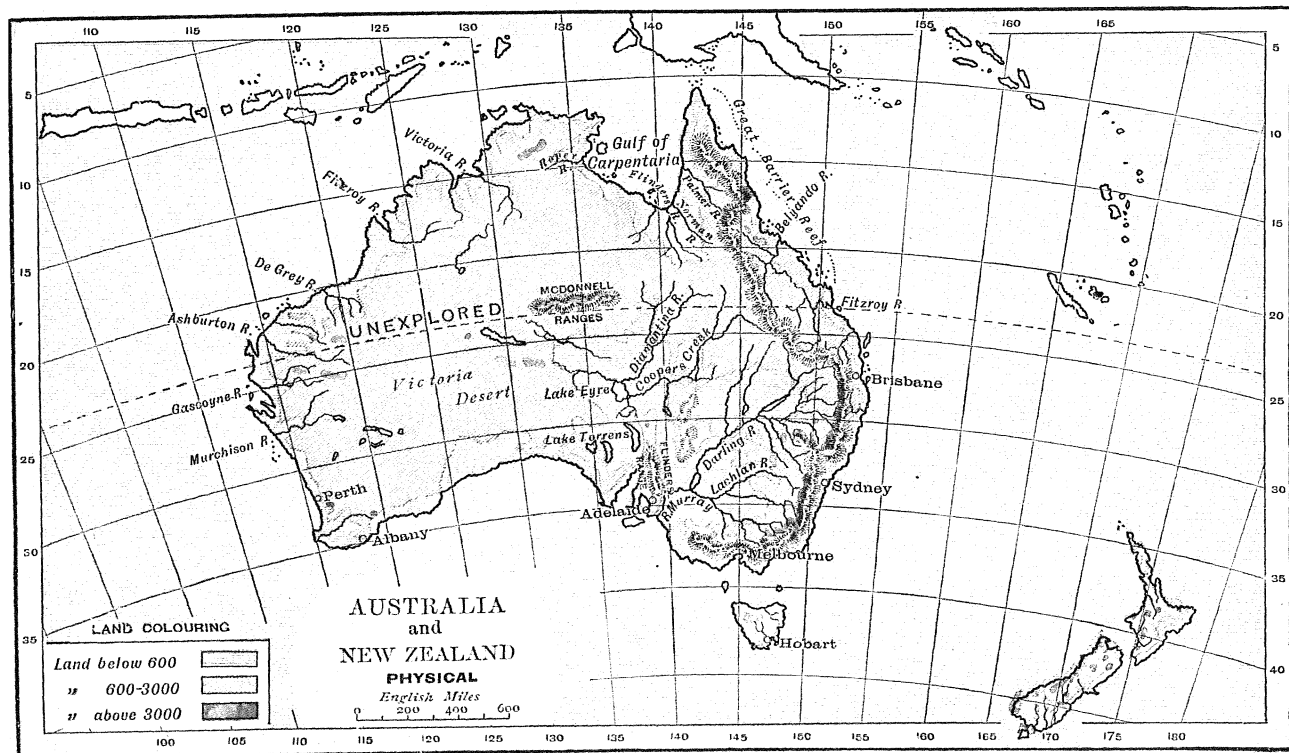 110 115 120 125 130 135 140 145 150 155 160 165
5
10
15
20
25
30
35
5
10
15
20
25
30
35
40
Victoria R.
Fitzroy R.
De Grey R.
Ashburton R.
Gascoyne R.
Murchison R.
Perth
Albany
UNEXPLORED
Victoria
Desert
MCDONNELL
RANGES
Roper
R.
Gulf of
Carpentaria
Flinders
Palmer R.
Norman
R.
Great Barrier Reef
Belyando R.
Fitzroy R.
Diamantina R.
Coopers Creek
Lake Eyre
Lake Torrens
FLINDERS
RANGE
Adelaide
R. Murray
Darling R.
Lachlan R.
Brisbane
Sydney
Melbourne
Hobart
AUSTRALIA
and
NEW ZEALAND
PHYSICAL
English Miles
0 200 400 600
LAND COLOURING
Land below 600
" 600-3000
" above 3000
100 105 110 115 120 125 130 135 140 145 150 155 160 165 170 175 180